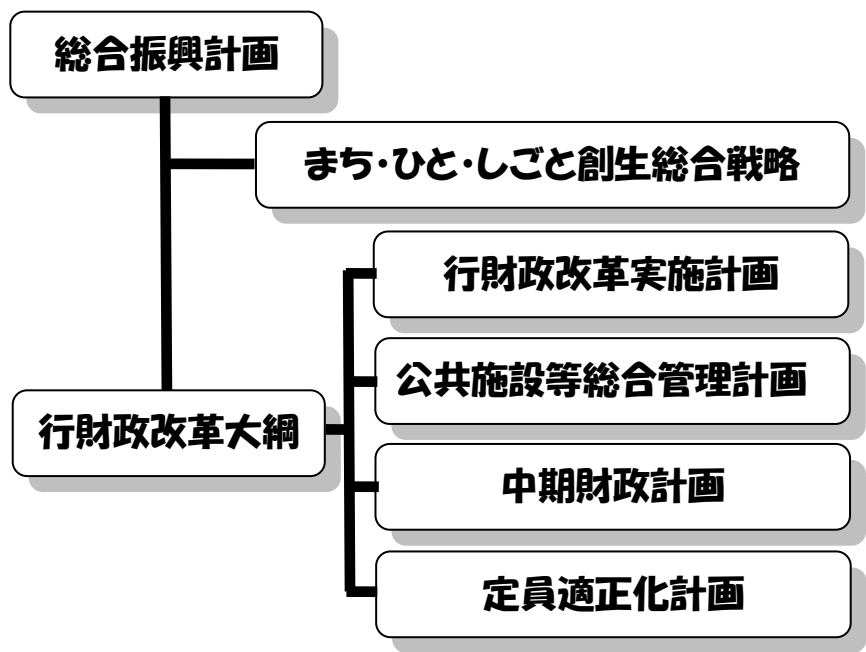 総合振興計画
まち・ひと・しごと創生総合戦略
行財政改革実施計画
公共施設等総合管理計画
行財政改革大綱
中期財政計画
定員適正化計画